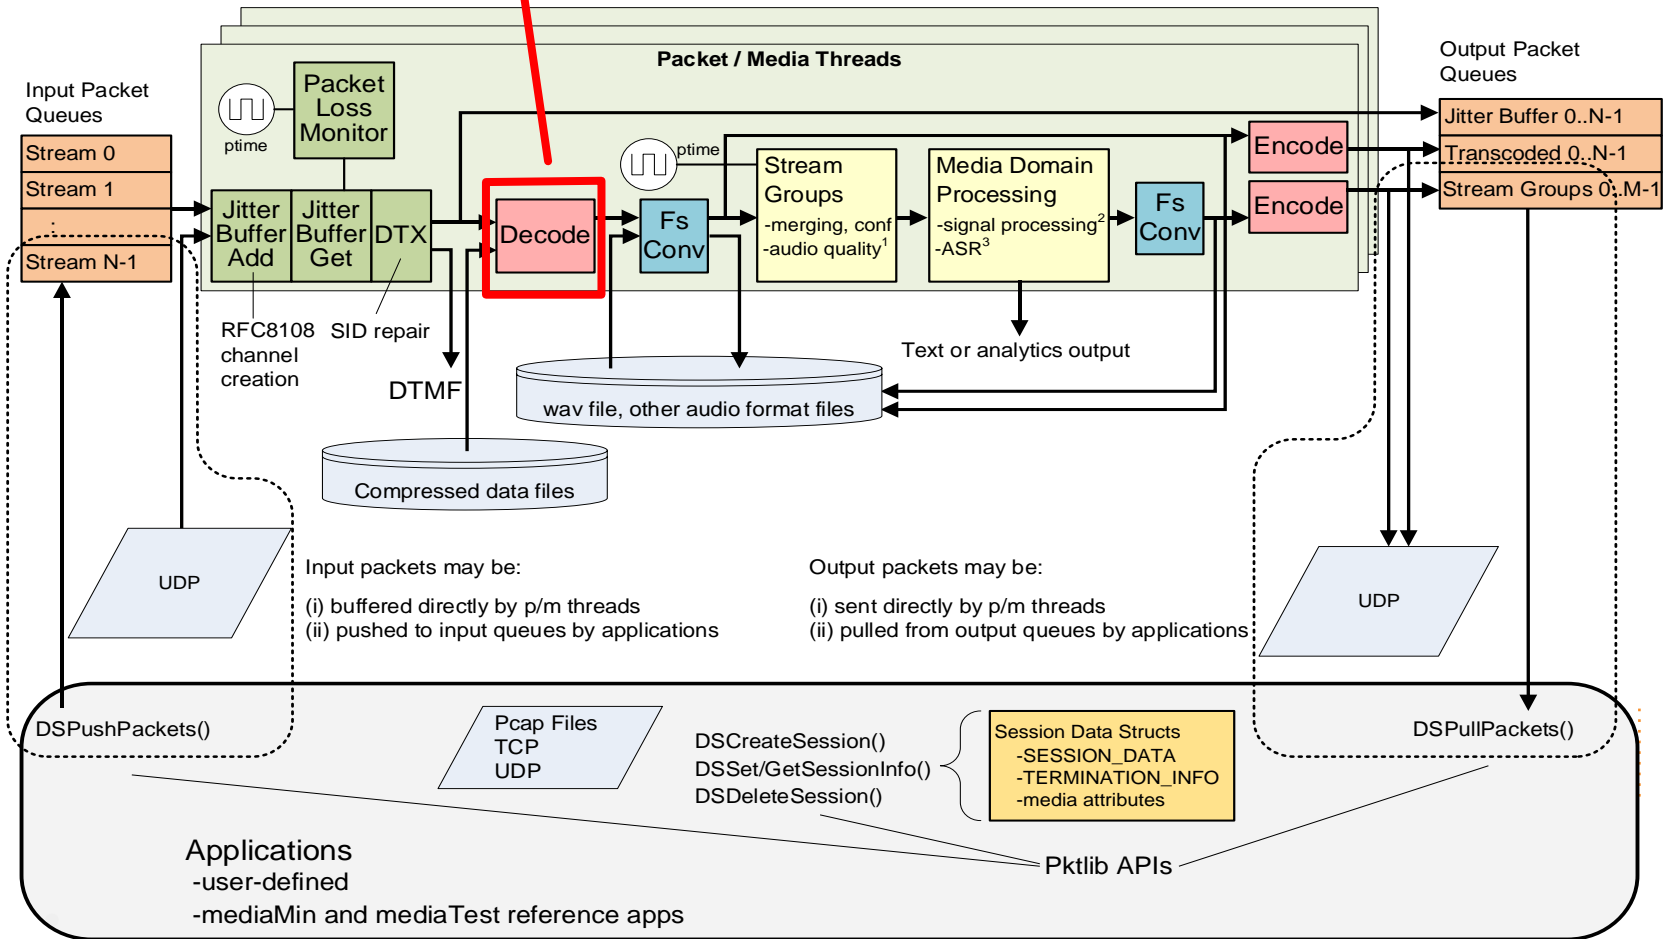 Packet / Media Threads
Input Packet
Queues
Stream 0
Stream 1
:
Stream N-1
ptime
Packet
Loss
Monitor
Jitter
Buffer
Add
Jitter
Buffer
Get
DTX
RFC8108
channel
creation
SID repair
DTMF
Decode
Fs
Conv
ptime
Stream
Groups
-merging, conf
-audio quality1
Media Domain
Processing
-signal processing2
-ASR3
Fs
Conv
Encode
Encode
Output Packet
Queues
Jitter Buffer 0..N-1
Transcoded 0..N-1
Stream Groups 0..M-1
Text or analytics output
wav file, other audio format files
Compressed data files
UDP
Input packets may be:
(i) buffered directly by p/m threads
(ii) pushed to input queues by applications
Output packets may be:
(i) sent directly by p/m threads
(ii) pulled from output queues by applications
UDP
DSPushPackets()
Pcap Files
TCP
UDP
DSCreateSession()
DSSet/GetSessionInfo()
DSDeleteSession()
Session Data Structs
-SESSION_DATA
-TERMINATION_INFO
-media attributes
DSPullPackets()
Pktlib APIs
Applications
-user-defined
-mediaMin and mediaTest reference apps